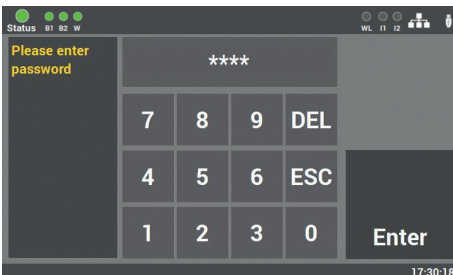 Status B1 B2 W WL I1 I2
Please enter
password
****
7 8 9 DEL
4 5 6 ESC
1 2 3 0
Enter
17:30:18